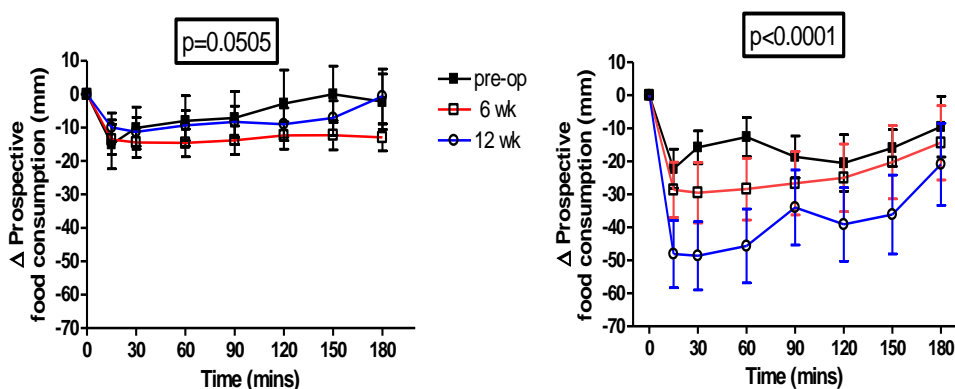 p=0.0505
Δ Prospective
food consumption (mm)
10
0
-10
-20
-30
-40
-50
-60
-70
0 30 60 90 120 150 180
Time (mins)
pre-op
6 wk
12 wk
p<0.0001
Δ Prospective
food consumption (mm)
20
10
0
-10
-20
-30
-40
-50
-60
-70
0 30 60 90 120 150 180
Time (mins)